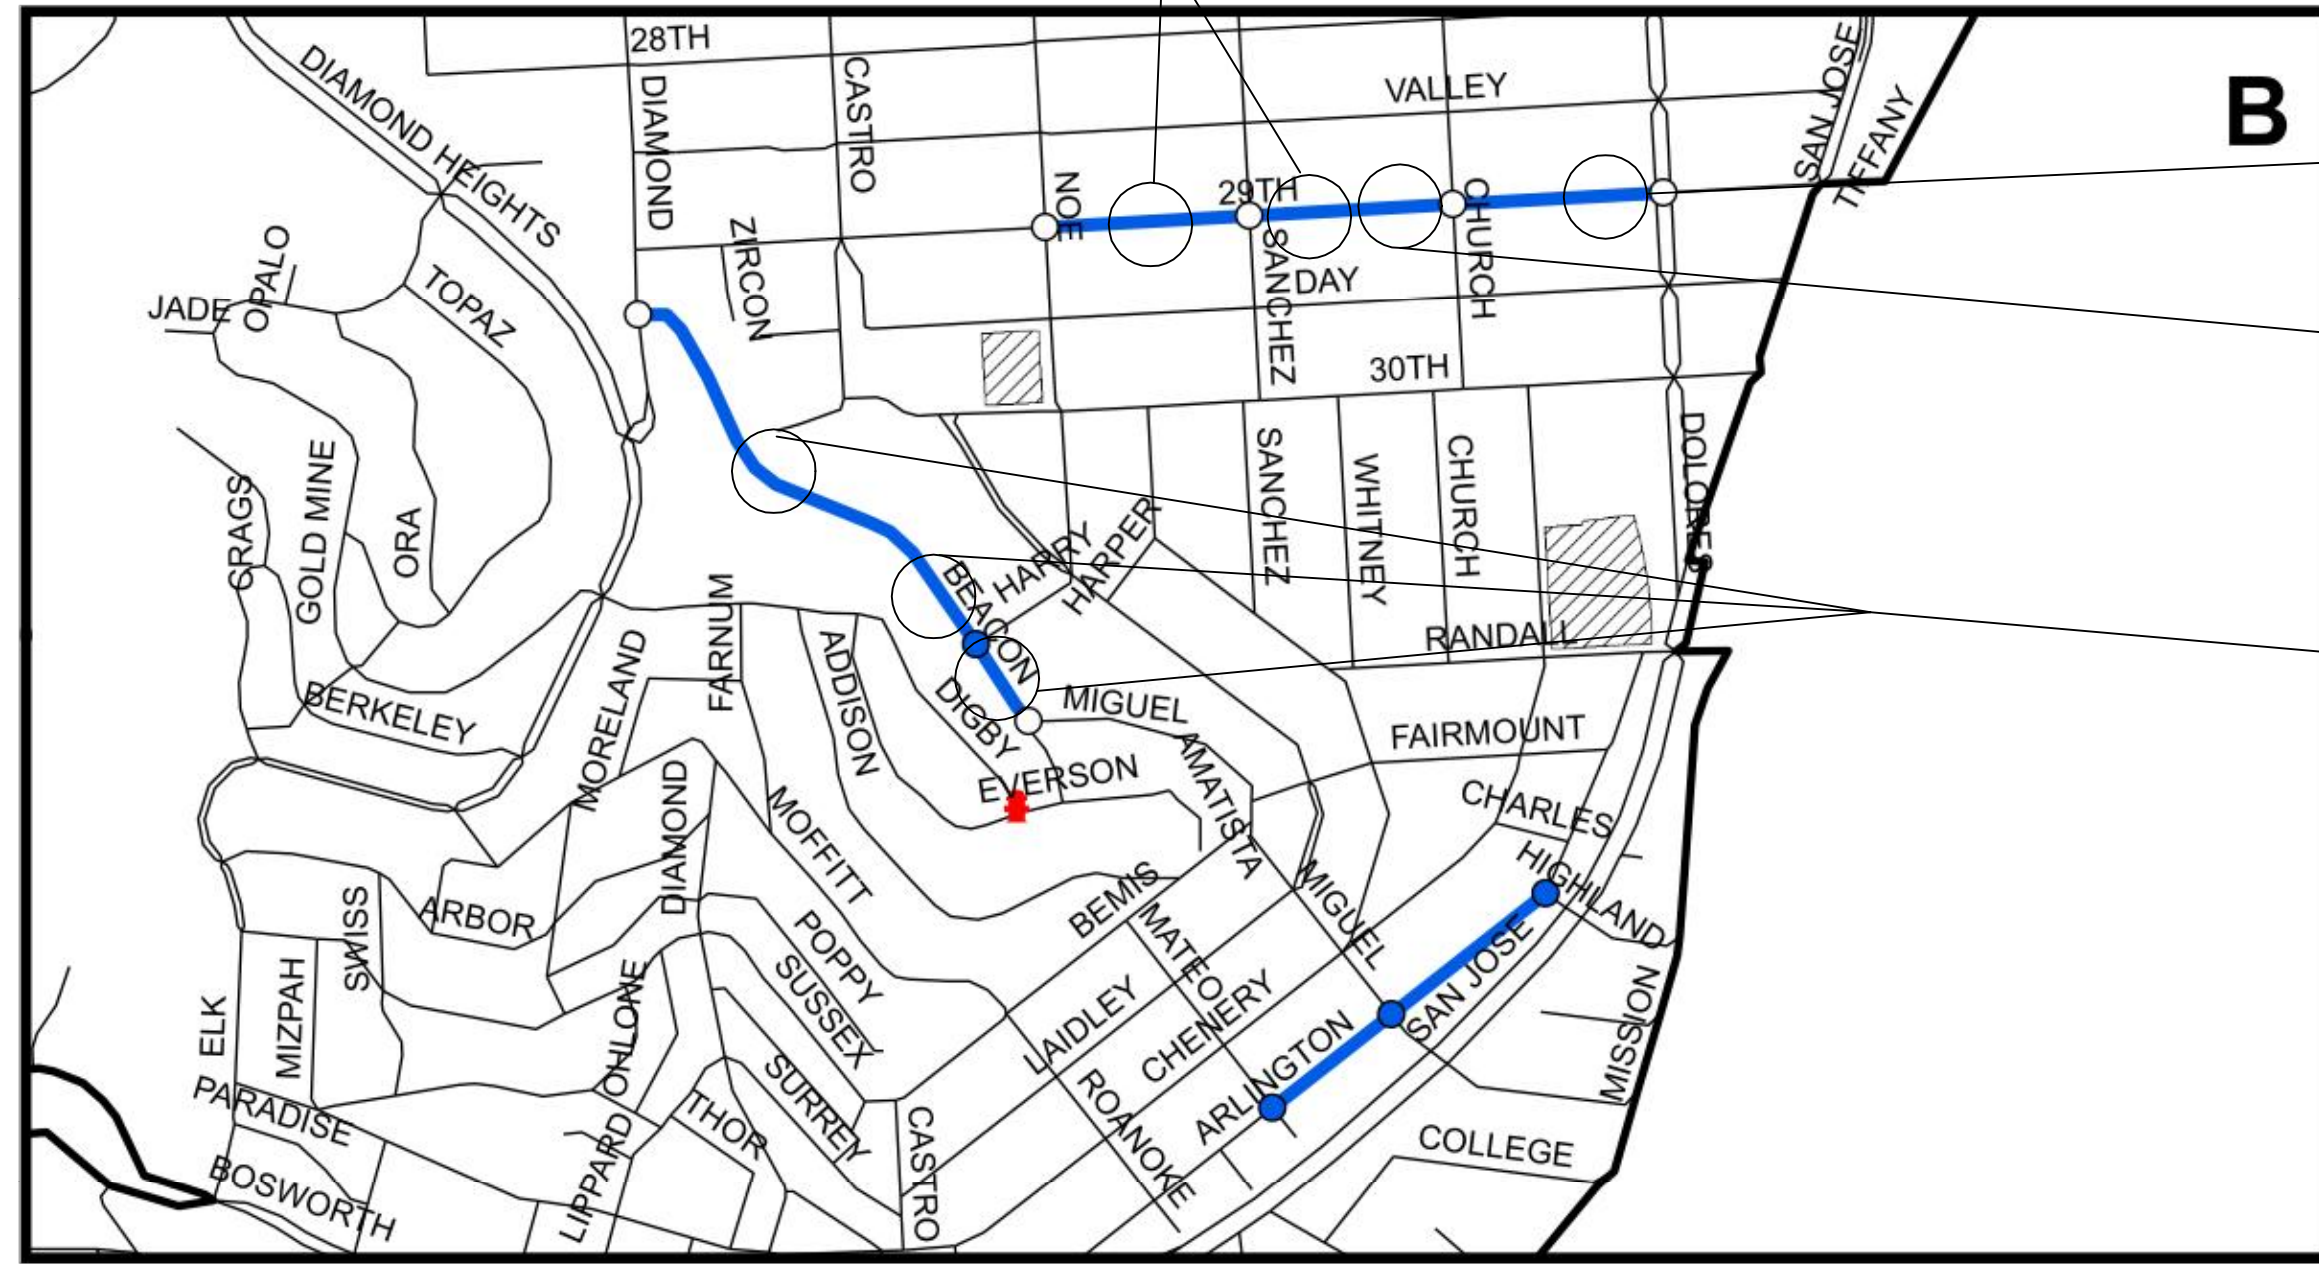 28TH
DIAMOND HEIGHTS
DIAMOND
CASTRO
VALLEY
SAN JOSE
TIFFANY
B
NOE
29TH
CHURCH
ZIRCON
SANCHEZ
DAY
OPALO
JADE
TOPAZ
30TH
DOLORES
CRAGS
GOLD MINE
ORA
SANCHEZ
WHITNEY
CHURCH
HARRY
HARPER
BEACON
RANDALL
FARNUM
MORELAND
ADDISON
DIGBY
MIGUEL
BERKELEY
FAIRMOUNT
EVERSON
AMATISTA
CHARLES
HIGHLAND
DIAMOND
MOFFITT
BEMIS
MIGUEL
SWISS
ARBOR
POPPY
SUSSEX
MATEO
SAN JOSE
MISSION
ELK
MIZPAH
OHLONE
LAIDLEY
CHENERY
ARLINGTON
PARADISE
THOR
SURREY
ROANOKE
COLLEGE
BOSWORTH
LIPPARD
CASTRO